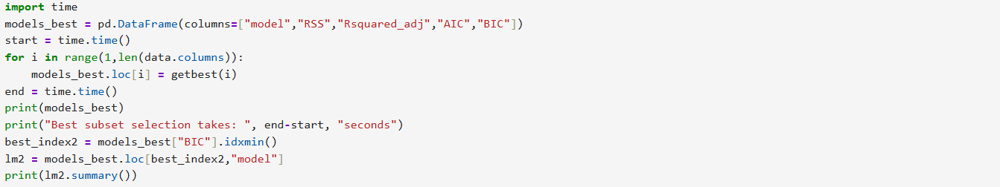 import time
models_best = pd.DataFrame(columns=["model","RSS","Rsquared_adj","AIC","BIC"])
start = time.time()
for i in range(1,len(data.columns)):
    models_best.loc[i] = getbest(i)
end = time.time()
print(models_best)
print("Best subset selection takes: ", end-start, "seconds")
best_index2 = models_best["BIC"].idxmin()
lm2 = models_best.loc[best_index2,"model"]
print(lm2.summary())